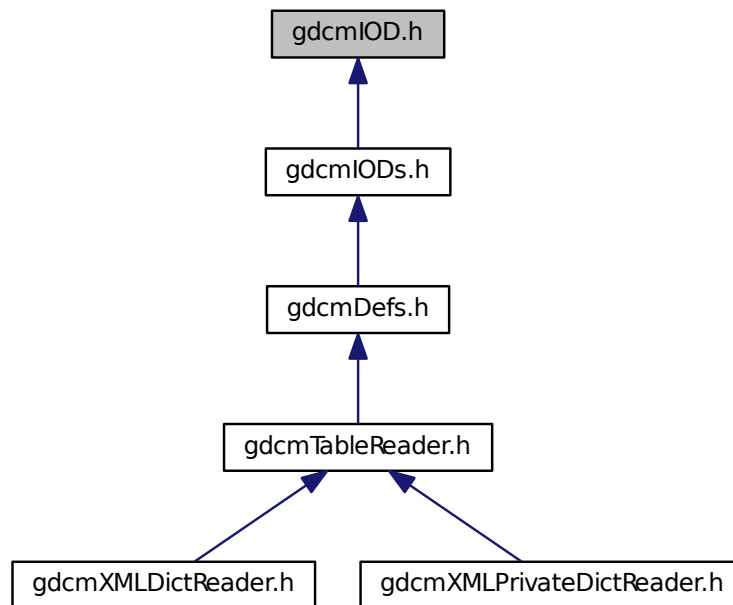 gdcmIOD.h
gdcmIODs.h
gdcmDefs.h
gdcmTableReader.h
gdcmXMLDictReader.h
gdcmXMLPrivateDictReader.h